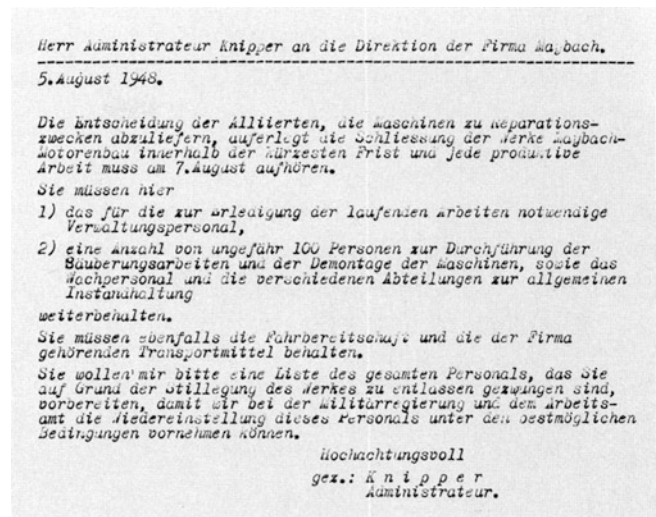 Herr Administrateur Knipper an die Direktion der Firma Maybach.
5.August 1948.
Die Entscheidung der Alliierten, die Maschinen zu Reparations-
zwecken abzuliefern, auferlegt die Schliessung der Werke Maybach-
Motorenbau innerhalb der kürzesten Frist und jede produktive
Arbeit muss am 7.August aufhören.
Sie müssen hier
1) das für die zur Erledigung der laufenden Arbeiten notwendige
Verwaltungspersonal,
2) eine Anzahl von ungefähr 100 Personen zur Durchführung der
Säuberungsarbeiten und der Demontage der Maschinen, sowie das
Wachpersonal und die verschiedenen Abteilungen zur allgemeinen
Instandhaltung
weiterbehalten.
Sie müssen ebenfalls die Fahrbereitschaft und die der Firma
gehörenden Transportmittel behalten.
Sie wollen mir bitte eine Liste des gesamten Personals, das Sie
auf Grund der Stillegung des Werkes zu entlassen gezwungen sind,
vorbereiten, damit wir bei der Militärregierung und dem Arbeits-
amt die Wiedereinstellung dieses Personals unter den bestmöglichen
Bedingungen vornehmen können.
Hochachtungsvoll
gez.: K n i p p e r
Administrateur.